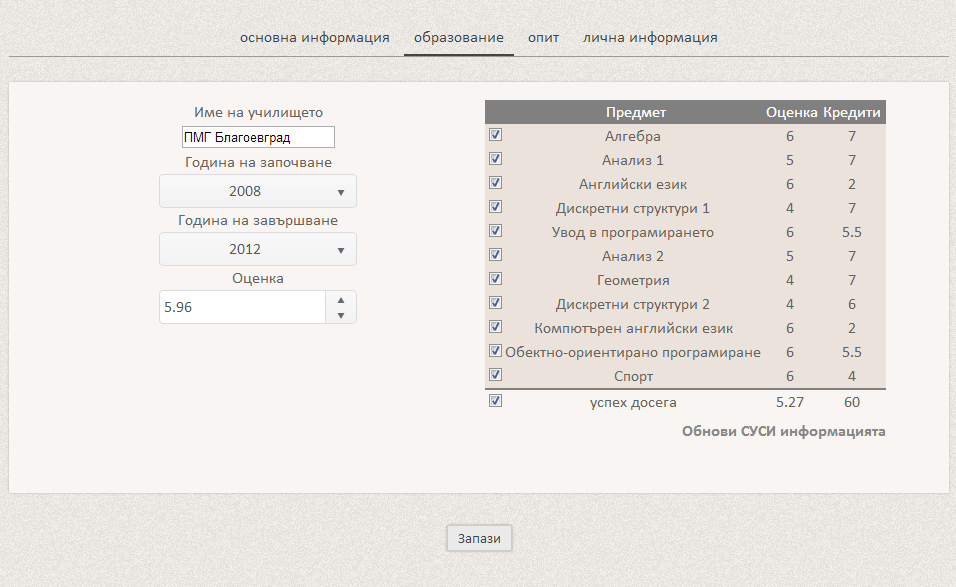 основна информация образование опит лична информация
Име на училището
ПМГ Благоевград
Година на започване
2008
Година на завършване
2012
Оценка
5.96
Предмет Оценка Кредити
Алгебра 6 7
Анализ 1 5 7
Английски език 6 2
Дискретни структури 1 4 7
Увод в програмирането 6 5.5
Анализ 2 5 7
Геометрия 4 7
Дискретни структури 2 4 6
Компютърен английски език 6 2
Обектно-ориентирано програмиране 6 5.5
Спорт 6 4
успех досега 5.27 60
Обнови СУСИ информацията
Запази